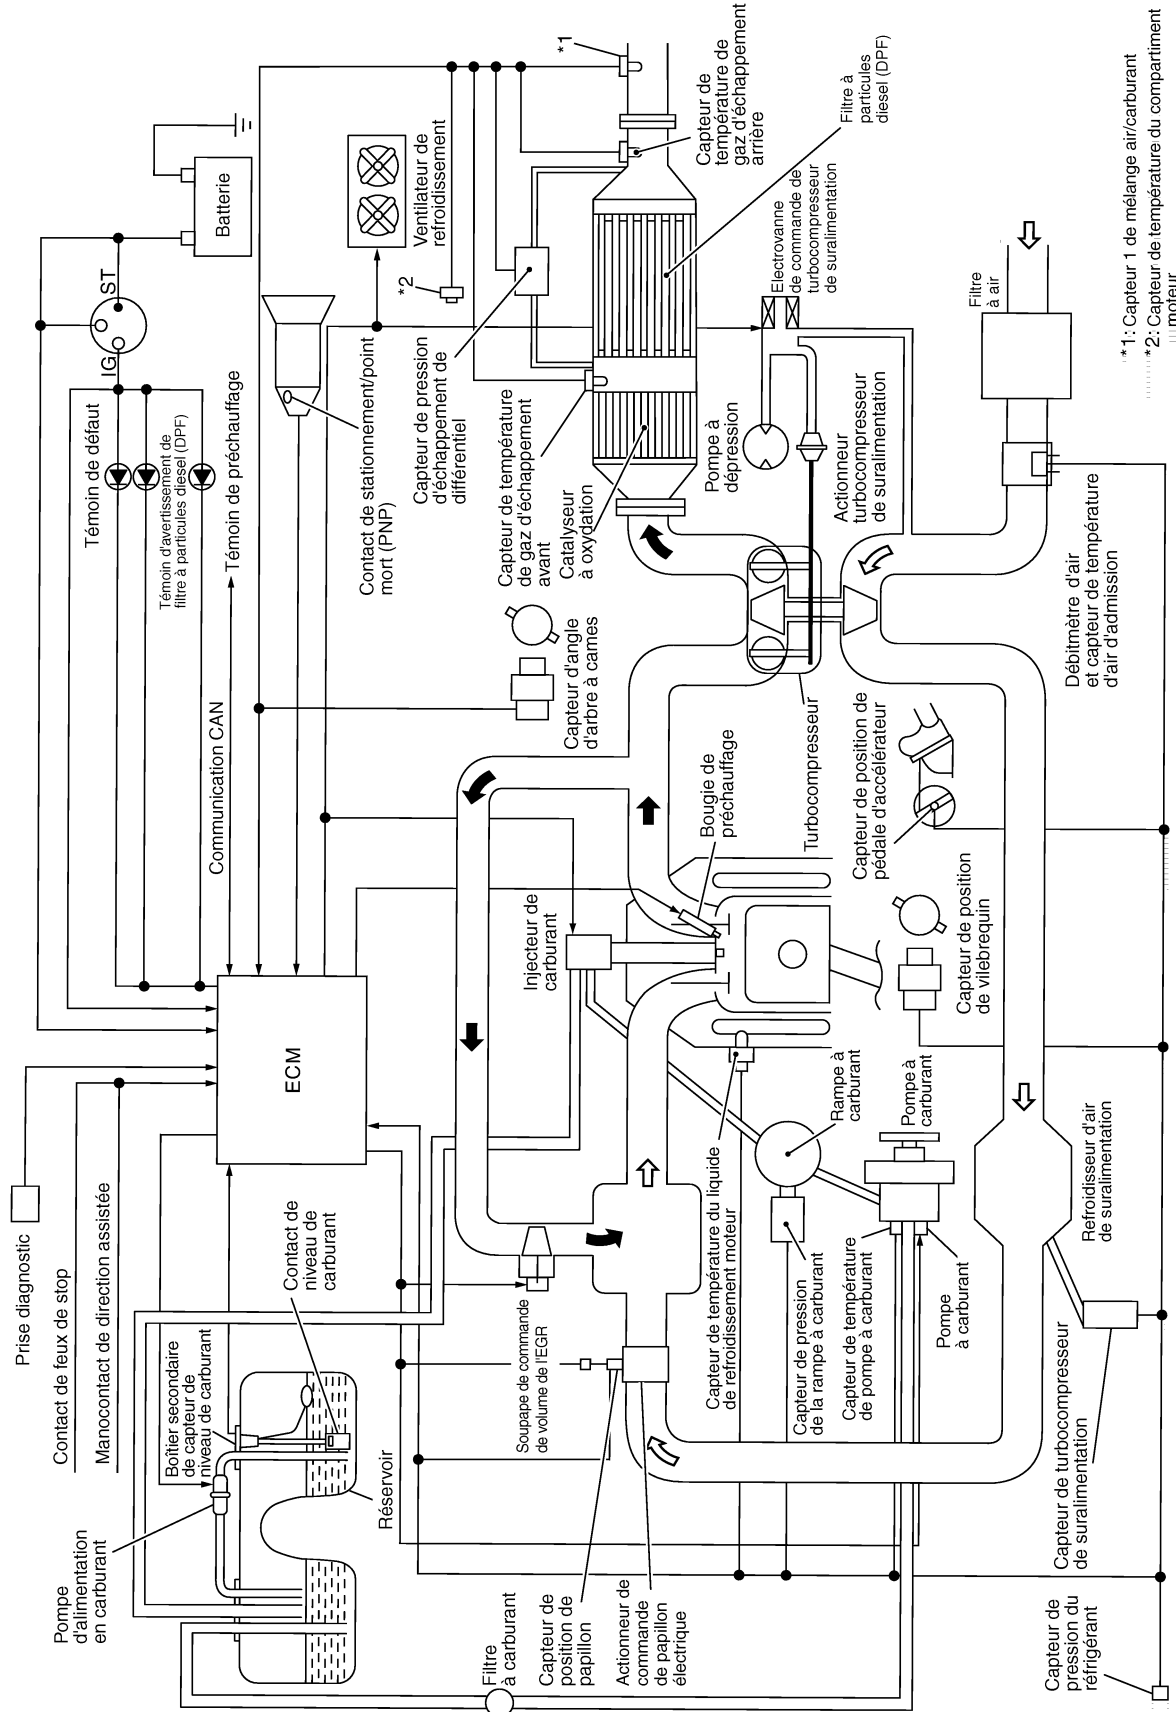 Prise diagnostic
Contact de feux de stop
Manocontact de direction assistée
Pompe
d'alimentation
en carburant
Boîtier secondaire
de capteur de
niveau de carburant
Contact de
niveau de
carburant
Réservoir
ECM
Communication CAN
Témoin de défaut
Témoin d'avertissement de
filtre à particules diesel (DPF)
Témoin de préchauffage
IG
ST
Batterie
Contact de stationnement/point
mort (PNP)
Ventilateur de
refroidissement
*2
*1
Capteur de pression
d'échappement de
différentiel
Capteur de température
de gaz d'échappement
avant
Catalyseur
à oxydation
Capteur de
température de
gaz d'échappement
arrière
Filtre à
particules
diesel (DPF)
Electrovanne
de commande de
turbocompresseur
de suralimentation
Pompe à
dépression
Actionneur
turbocompresseur
de suralimentation
Filtre
à air
Débitmètre d'air
et capteur de température
d'air d'admission
Capteur d'angle
d'arbre à cames
Turbocompresseur
Bougie de
préchauffage
Injecteur de
carburant
Capteur de position de
pédale d'accélérateur
Capteur de position
de vilebrequin
Rampe à
carburant
Pompe à
carburant
Refroidisseur d'air
de suralimentation
Soupape de commande
de volume de l'EGR
Capteur de température du liquide
de refroidissement moteur
Capteur de pression
de la rampe à carburant
Capteur de température
de pompe à carburant
Pompe
à carburant
Capteur de turbocompresseur
de suralimentation
Filtre
à carburant
Capteur de
position de
papillon
Actionneur de
commande
de papillon
électrique
Capteur de
pression du
réfrigérant
*1: Capteur 1 de mélange air/carburant
*2: Capteur de température du compartiment
moteur